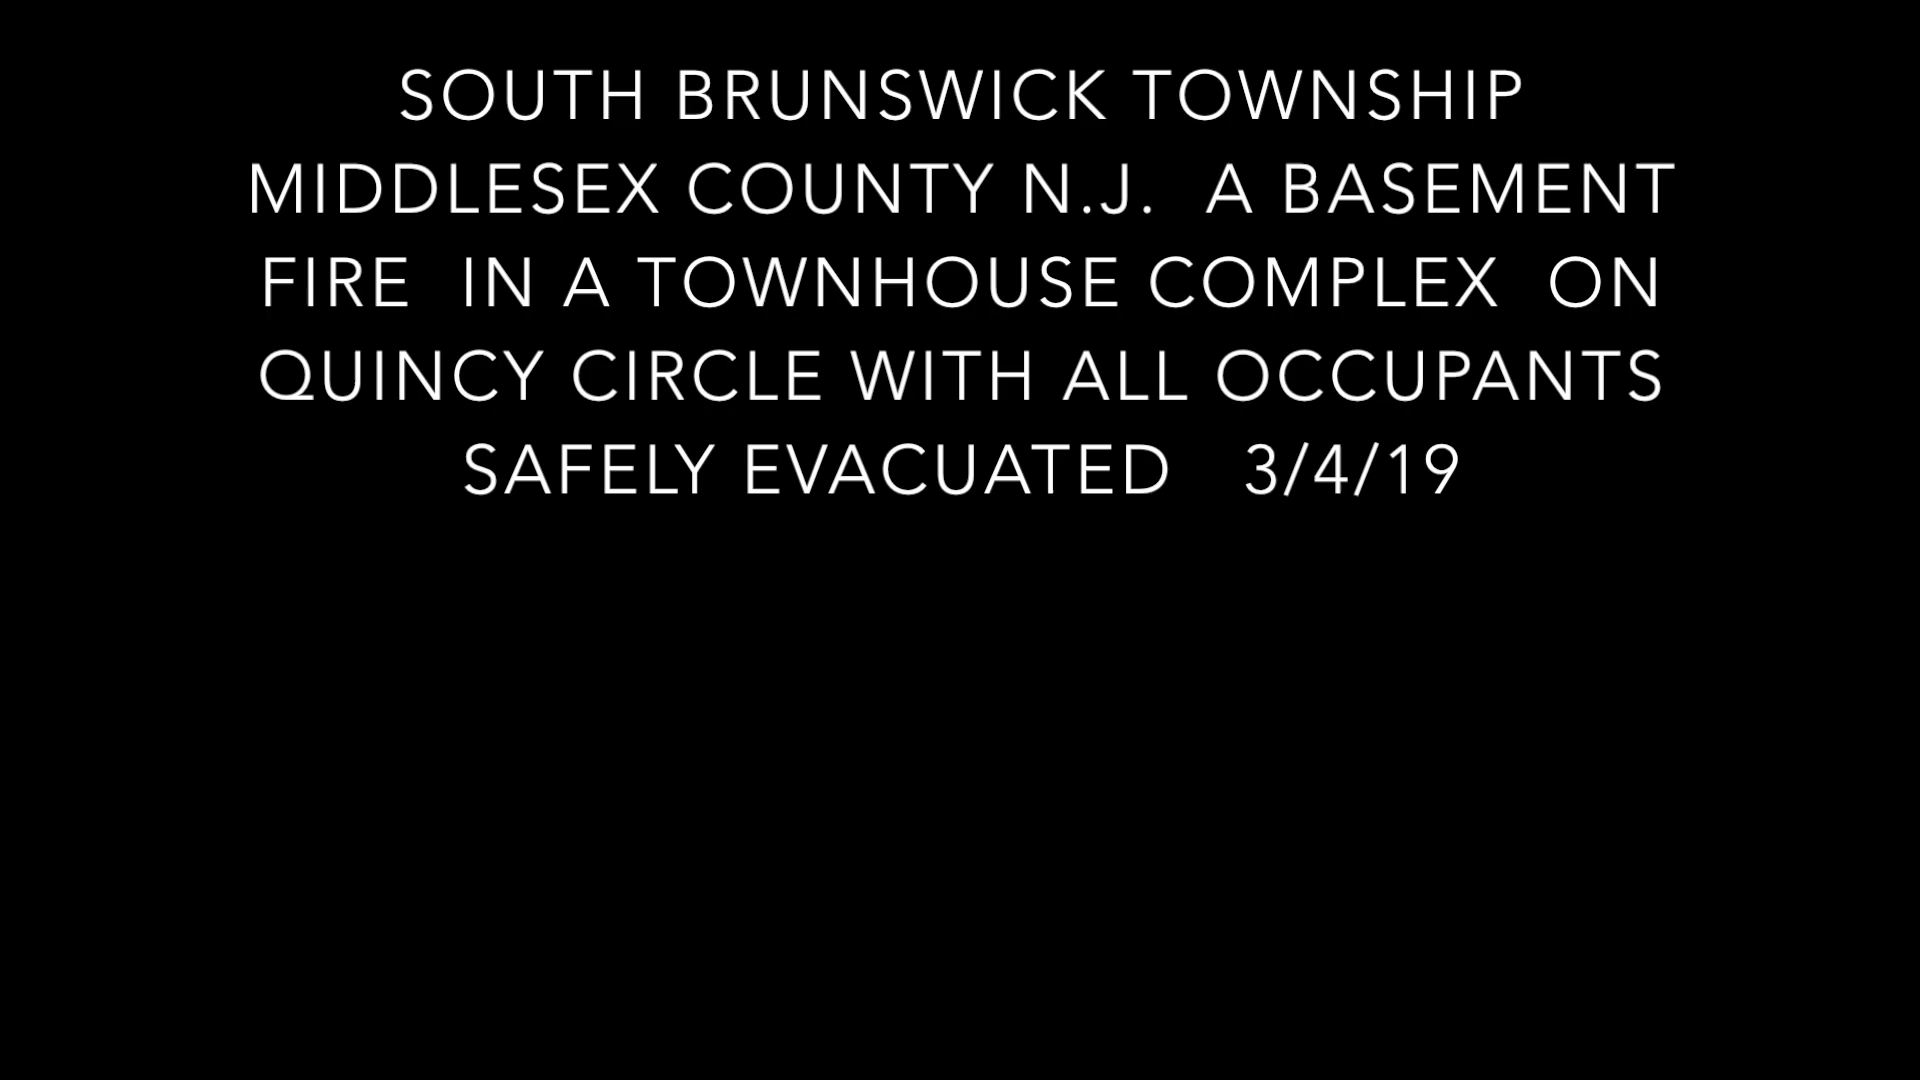 SOUTH BRUNSWICK TOWNSHIP
MIDDLESEX COUNTY N.J.  A BASEMENT
FIRE  IN A TOWNHOUSE COMPLEX  ON
QUINCY CIRCLE WITH ALL OCCUPANTS
SAFELY EVACUATED   3/4/19